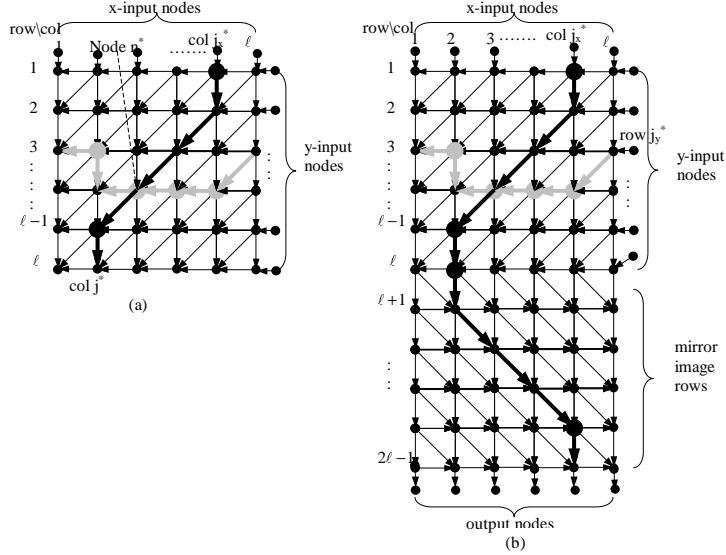 x-input nodes
row\col
1
Node n*
........ col j_x*
ℓ
1
2
3
ℓ−1
ℓ
y-input
nodes
col j*
(a)
x-input nodes
row\col
1 2 3 ........ col j_x* ℓ
1
2
3
row j_y*
y-input
nodes
ℓ−1
ℓ
ℓ+1
mirror
image
rows
2ℓ−1
output nodes
(b)